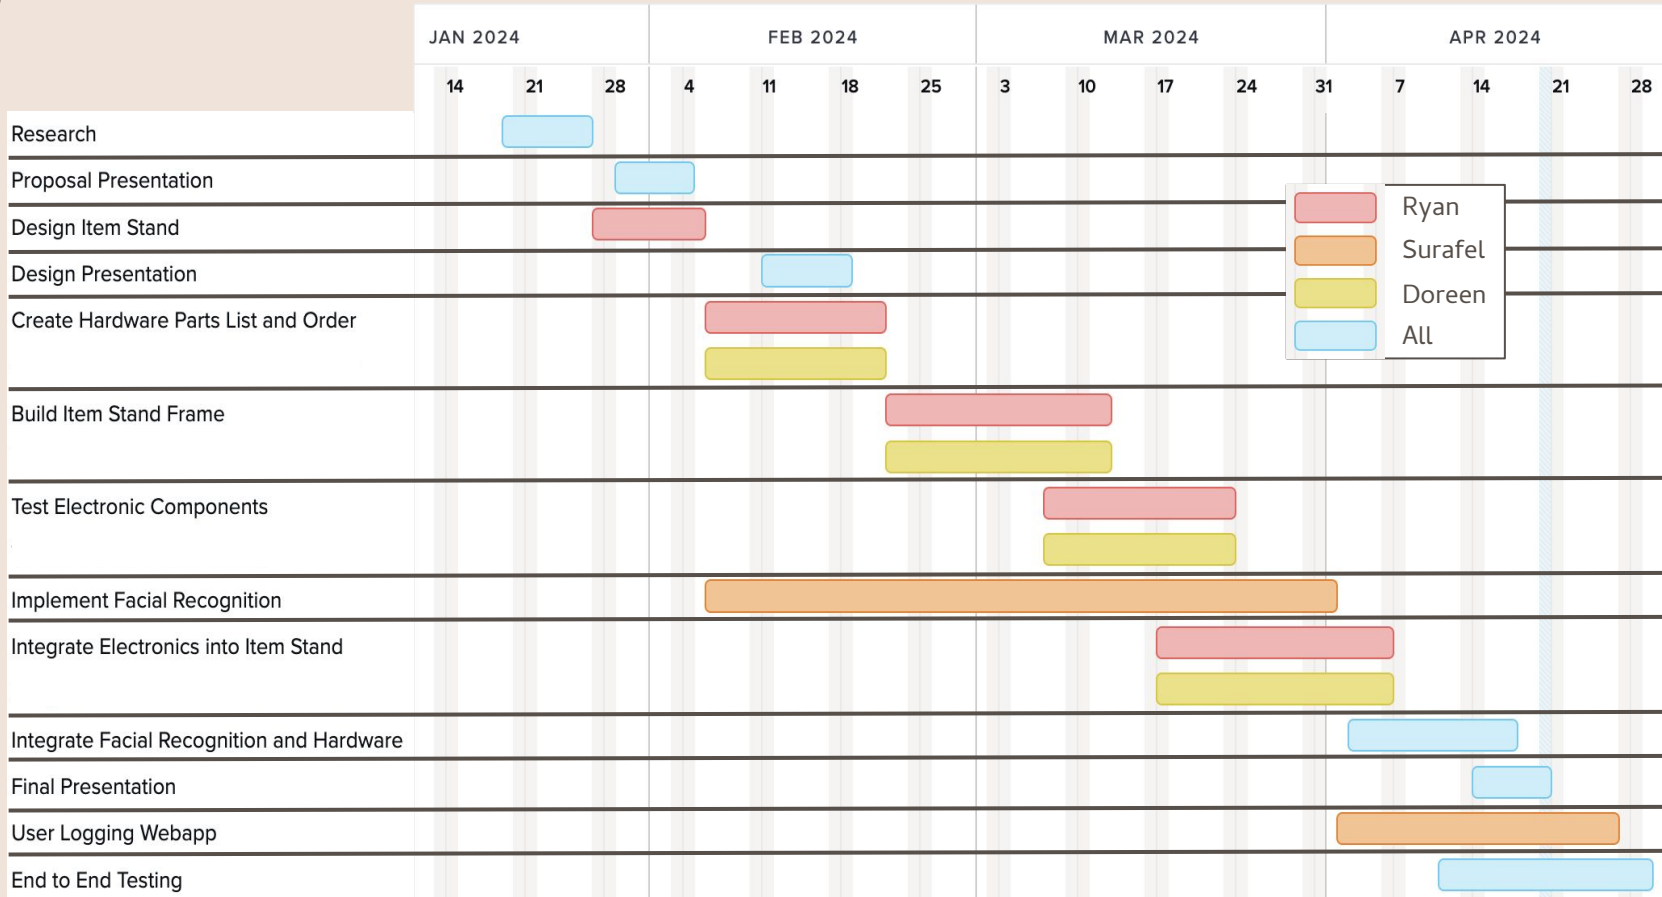 JAN 2024 FEB 2024 MAR 2024 APR 2024
14 21 28 4 11 18 25 3 10 17 24 31 7 14 21 28
Research
Proposal Presentation
Design Item Stand
Design Presentation
Create Hardware Parts List and Order
Build Item Stand Frame
Test Electronic Components
Implement Facial Recognition
Integrate Electronics into Item Stand
Integrate Facial Recognition and Hardware
Final Presentation
User Logging Webapp
End to End Testing
Ryan
Surafel
Doreen
All